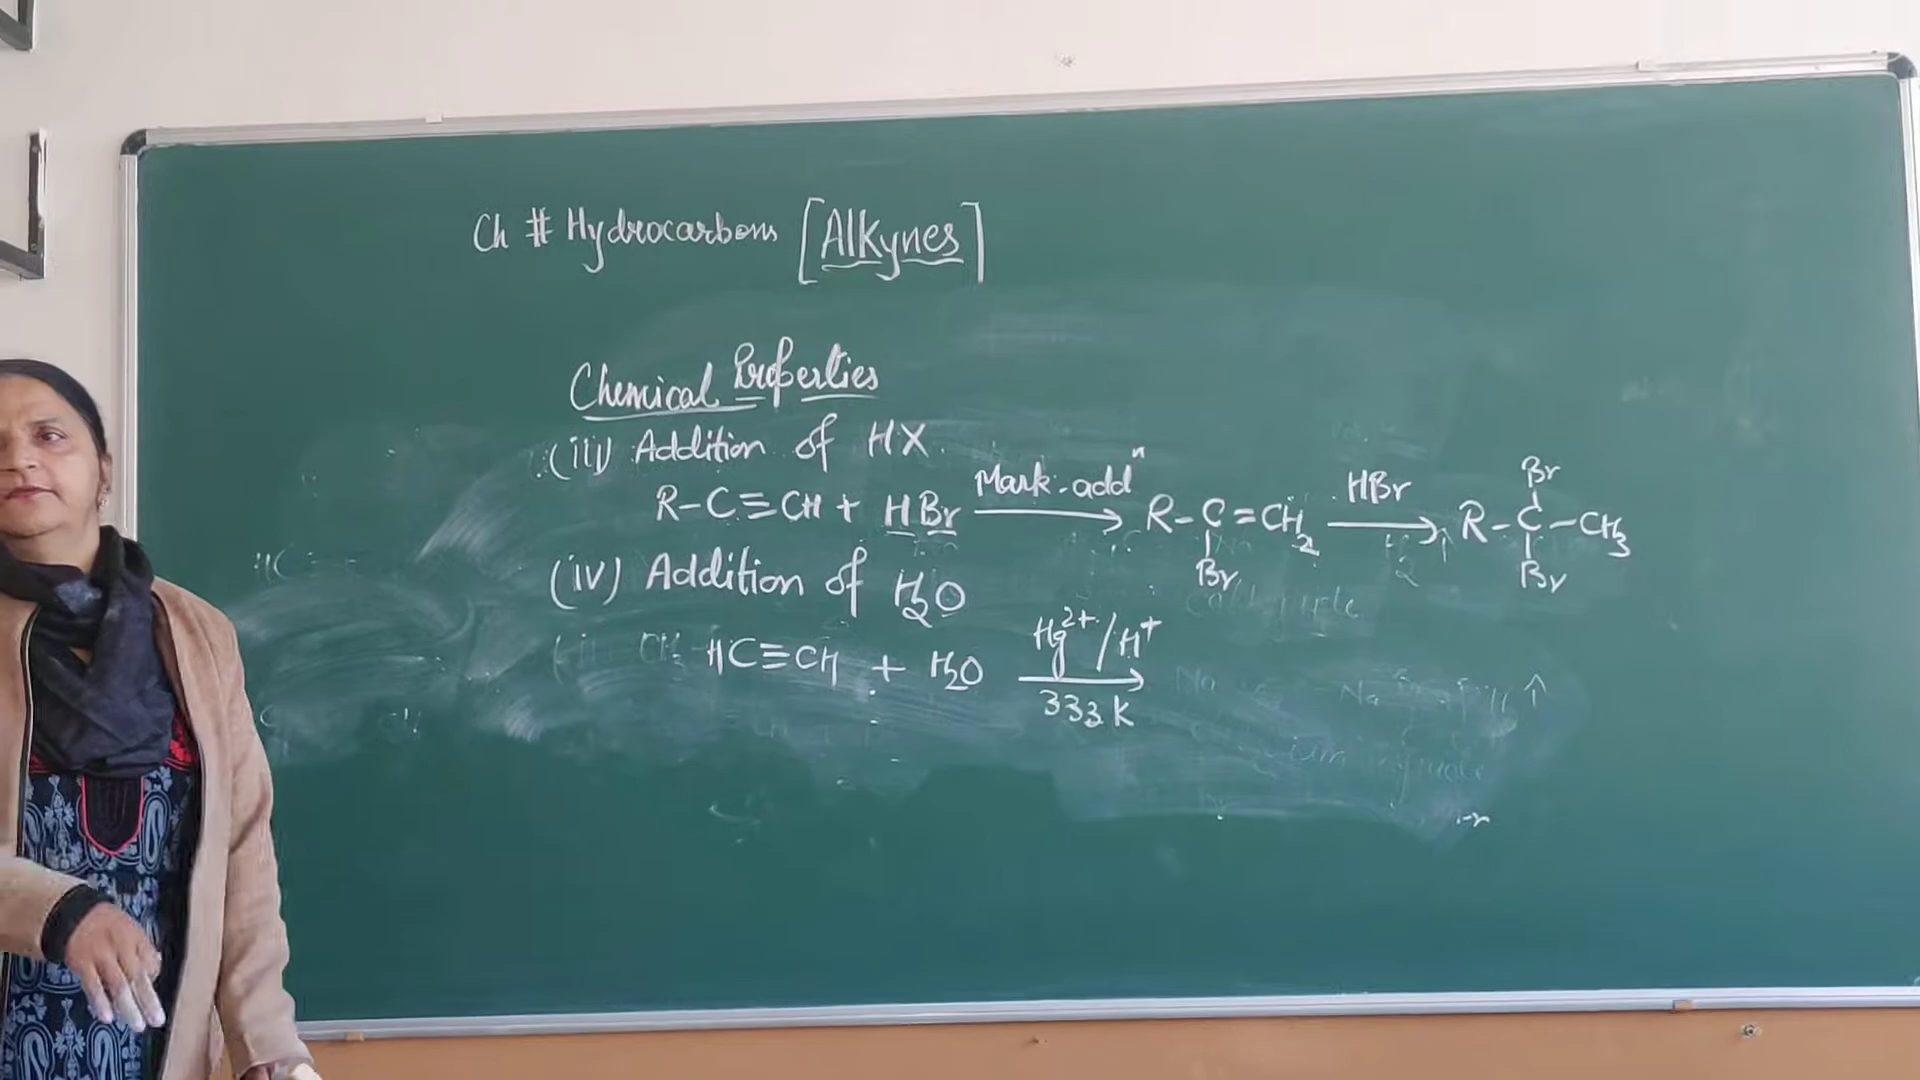 Ch # Hydrocarbons [Alkynes]
Chemical Properties
(iii) Addition of HX
R-C≡CH + HBr —Mark. addⁿ→ R-C(Br)=CH₂ —HBr→ R-C(Br)(Br)-CH₃
(iv) Addition of H₂O
HC≡CH + H₂O —Hg²⁺/H⁺, 333 K→